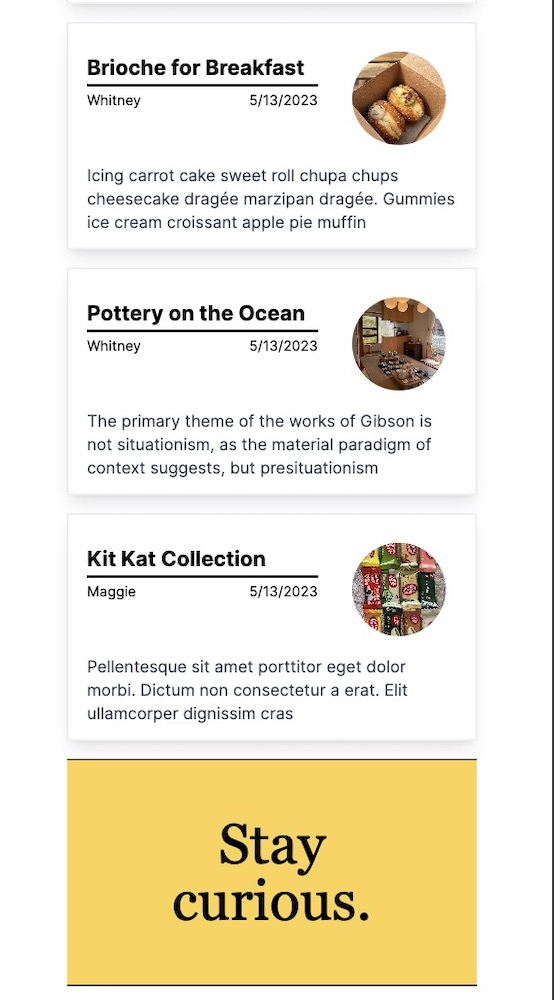 Brioche for Breakfast
Whitney 5/13/2023
Icing carrot cake sweet roll chupa chups
cheesecake dragée marzipan dragée. Gummies
ice cream croissant apple pie muffin
Pottery on the Ocean
Whitney 5/13/2023
The primary theme of the works of Gibson is
not situationism, as the material paradigm of
context suggests, but presituationism
Kit Kat Collection
Maggie 5/13/2023
Pellentesque sit amet porttitor eget dolor
morbi. Dictum non consectetur a erat. Elit
ullamcorper dignissim cras
Stay
curious.